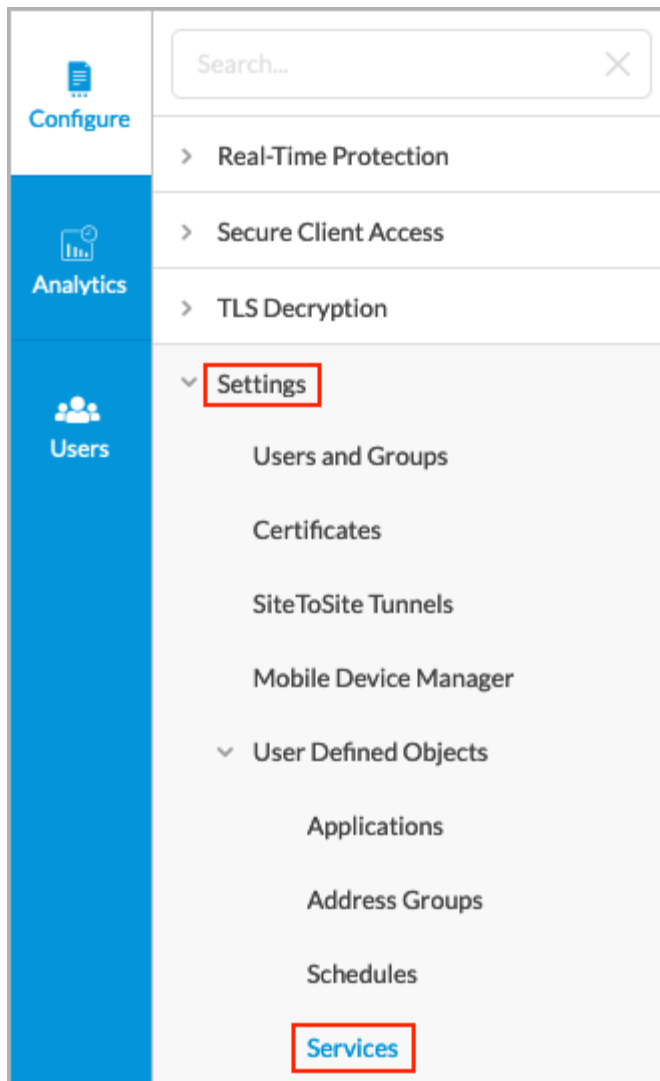 Configure
Analytics
Users
Search...
Real-Time Protection
Secure Client Access
TLS Decryption
Settings
Users and Groups
Certificates
SiteToSite Tunnels
Mobile Device Manager
User Defined Objects
Applications
Address Groups
Schedules
Services